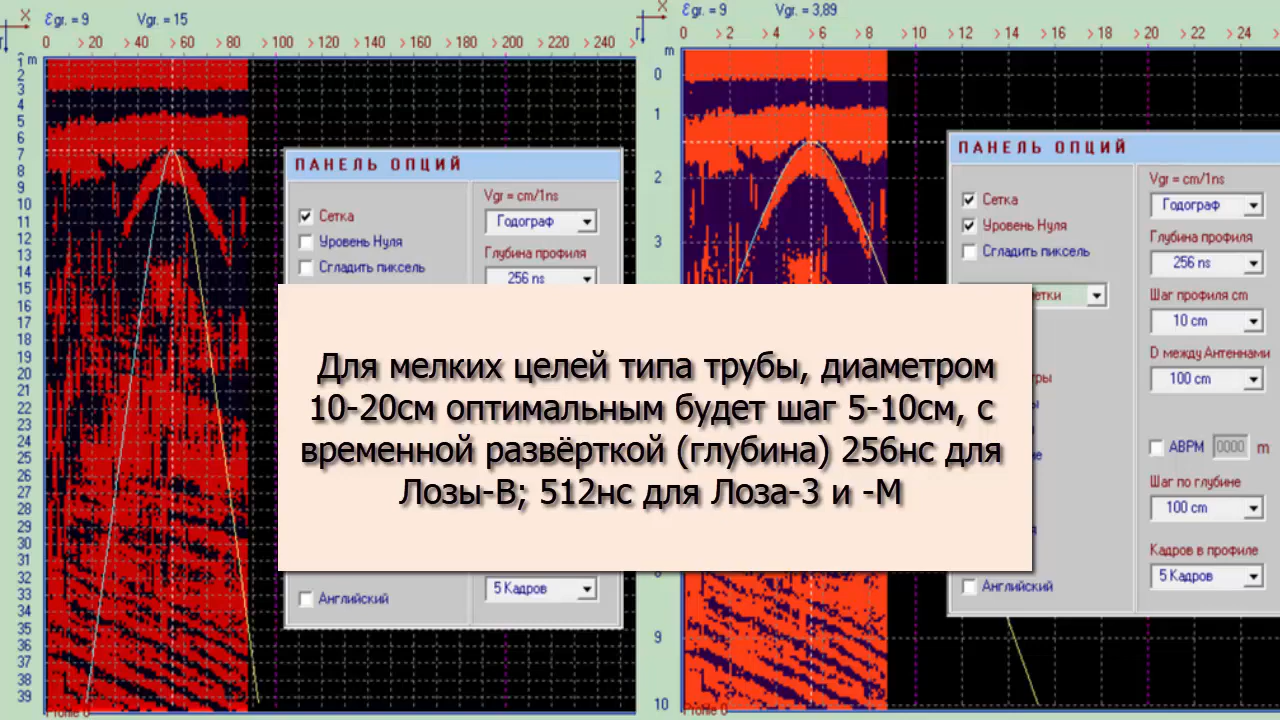 X Ɛgr. = 9 Vgr. = 15
0 20 40 60 80 100 120 140 160 180 200 220 240
m
1
2
3
4
5
6
7
8
9
10
11
12
13
14
15
16
17
18
19
20
21
22
23
24
25
26
27
28
29
30
31
32
33
34
35
36
37
38
39
Profile 0
ПАНЕЛЬ ОПЦИЙ
Сетка
Уровень Нуля
Сгладить пиксель
Vgr = cm/1ns
Годограф
Глубина профиля
256 ns
Английский
5 Кадров
X Ɛgr. = 9 Vgr. = 3,89
0 2 4 6 8 10 12 14 16 18 20 22 24
m
0
1
2
3
9
10
Profile 0
ПАНЕЛЬ ОПЦИЙ
Сетка
Уровень Нуля
Сгладить пиксель
Английский
Vgr = cm/1ns
Годограф
Глубина профиля
256 ns
Шаг профиля cm
10 cm
D между Антеннами
100 cm
АВРМ 0000 m
Шаг по глубине
100 cm
Кадров в профиле
5 Кадров
Для мелких целей типа трубы, диаметром
10-20см оптимальным будет шаг 5-10см, с
временной развёрткой (глубина) 256нс для
Лозы-В; 512нс для Лоза-3 и -М